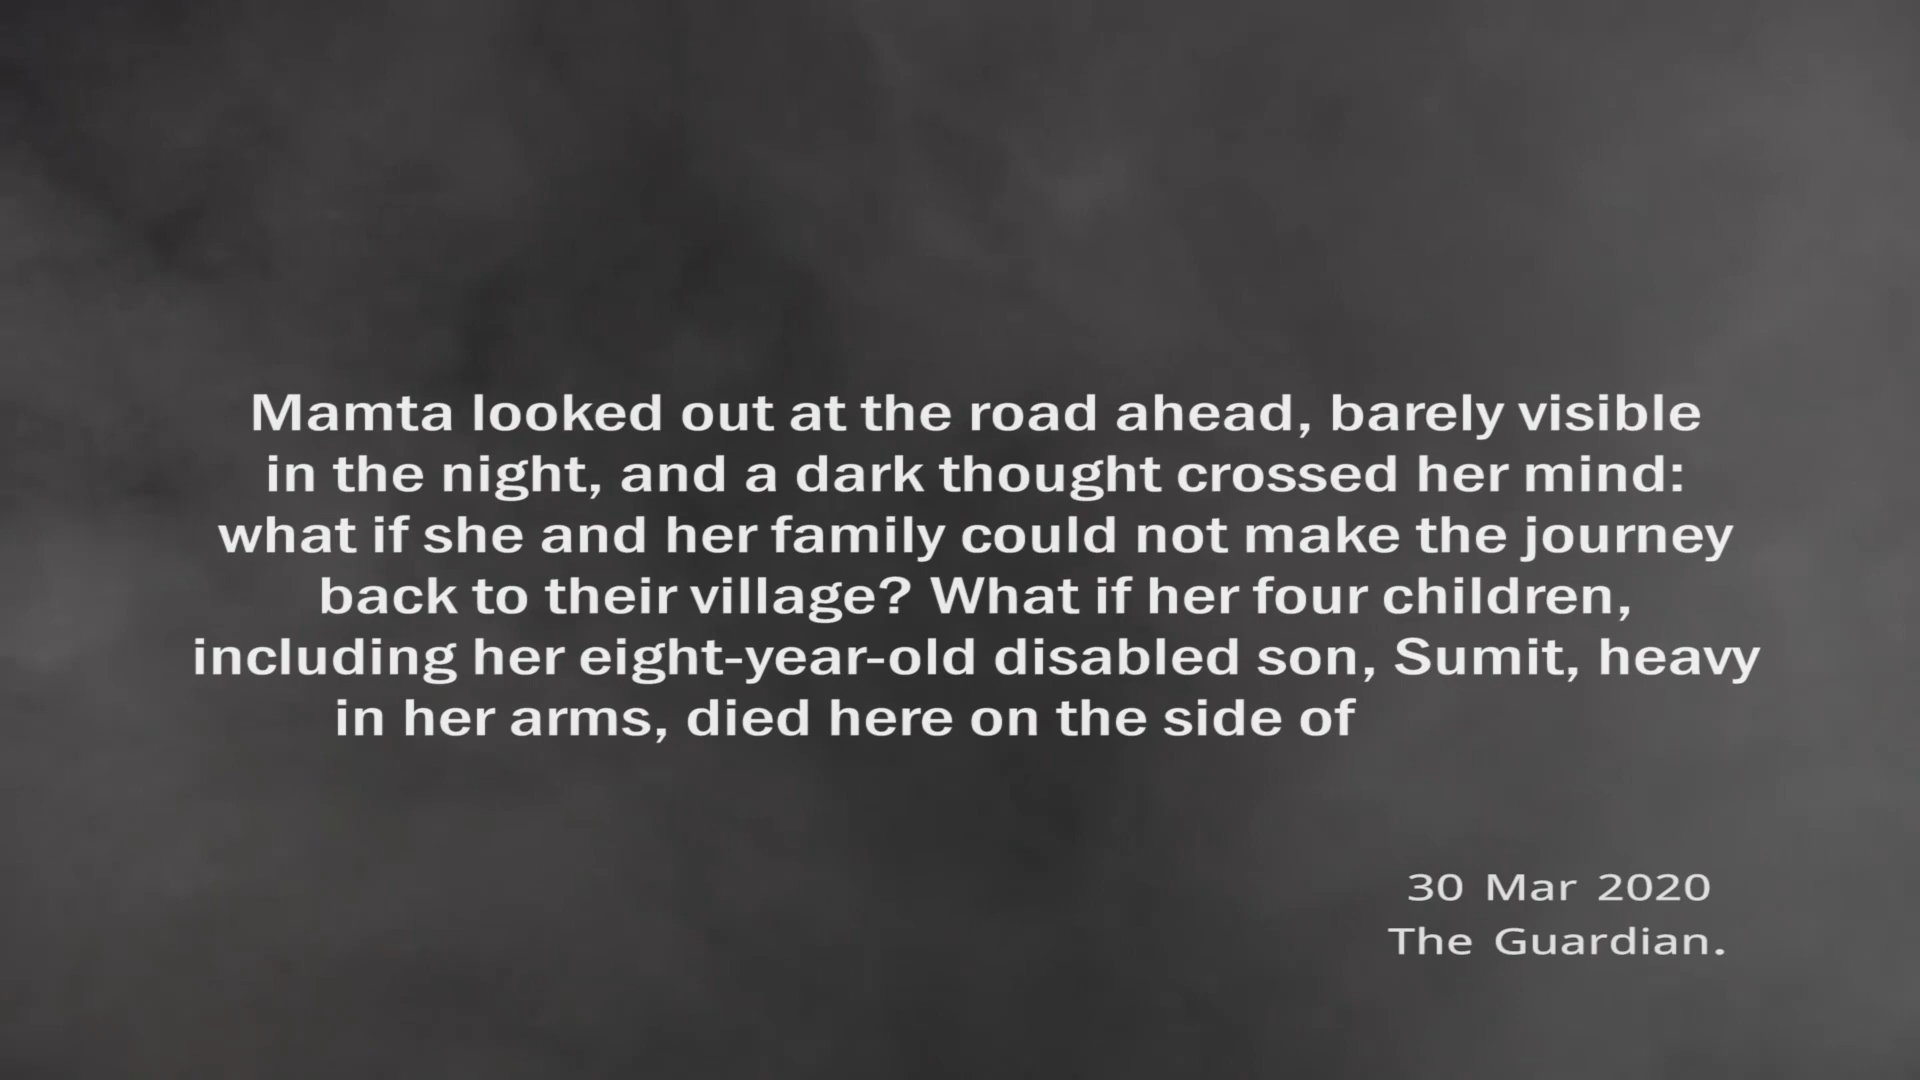 Mamta looked out at the road ahead, barely visible
in the night, and a dark thought crossed her mind:
what if she and her family could not make the journey
back to their village? What if her four children,
including her eight-year-old disabled son, Sumit, heavy
in her arms, died here on the side of
30 Mar 2020
The Guardian.